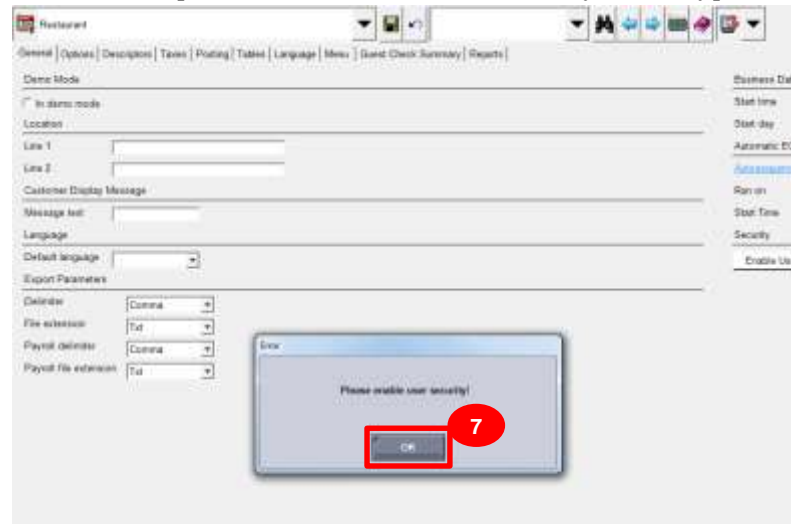 Restaurant
General | Options | Descriptors | Taxes | Posting | Tables | Language | Menu | Guest Check Summary | Reports |
Demo Mode
Business Da
In demo mode
Start time
Location
Start day
Line 1
Automatic EO
Line 2
Customer Display Message
Run on
Message text
Start Time
Language
Security
Default language
Enable Us
Export Parameters
Delimiter Comma
File extension Txt
Payroll delimiter Comma
Payroll file extension Txt
Error
Please enable user security!
7
OK